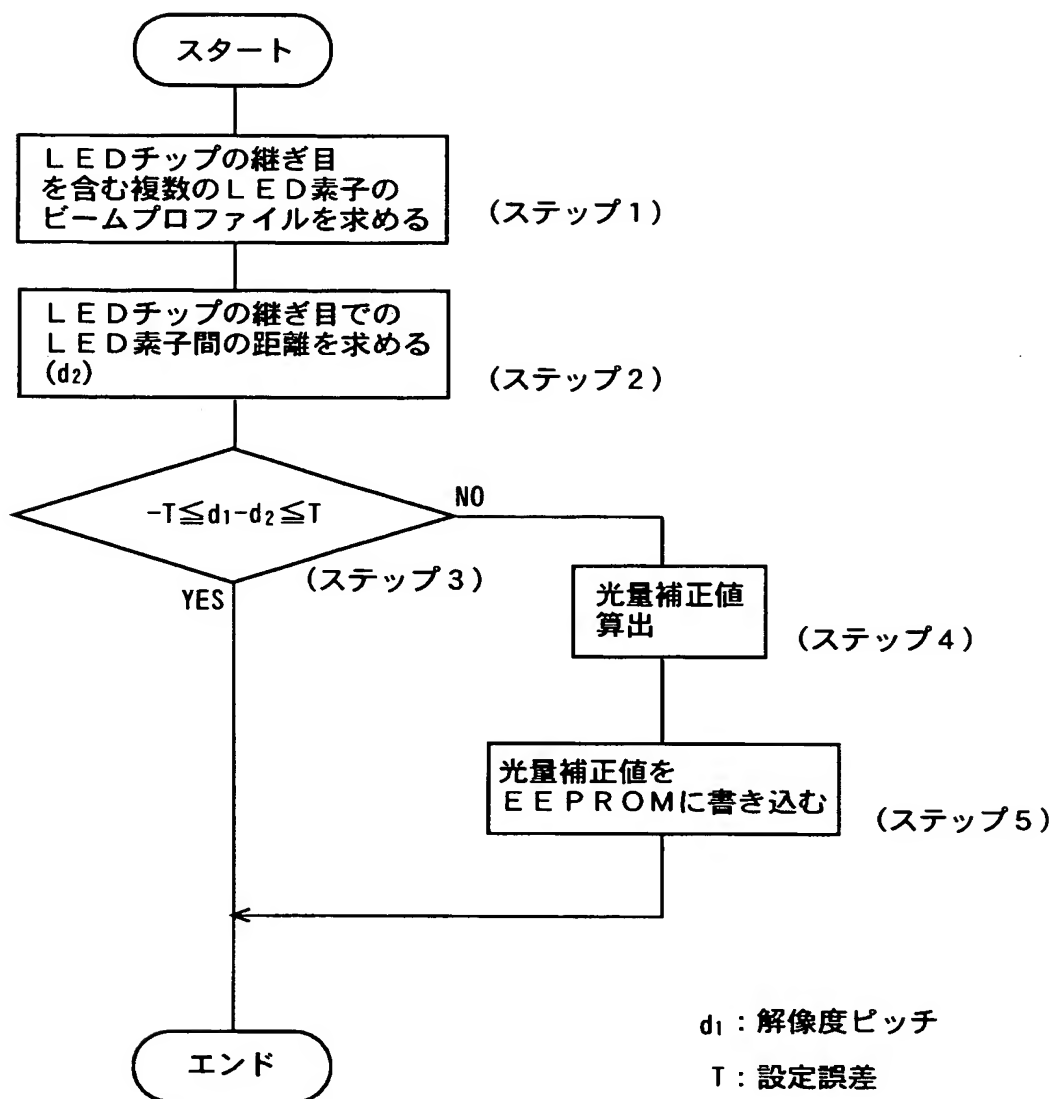 スタート
ＬＥＤチップの継ぎ目
を含む複数のＬＥＤ素子の
ビームプロファイルを求める
（ステップ１）
ＬＥＤチップの継ぎ目での
ＬＥＤ素子間の距離を求める
(d₂)
（ステップ２）
-T≦d₁-d₂≦T
NO
（ステップ３）
YES
光量補正値
算出
（ステップ４）
光量補正値を
ＥＥＰＲＯＭに書き込む
（ステップ５）
エンド
d₁：解像度ピッチ
T：設定誤差